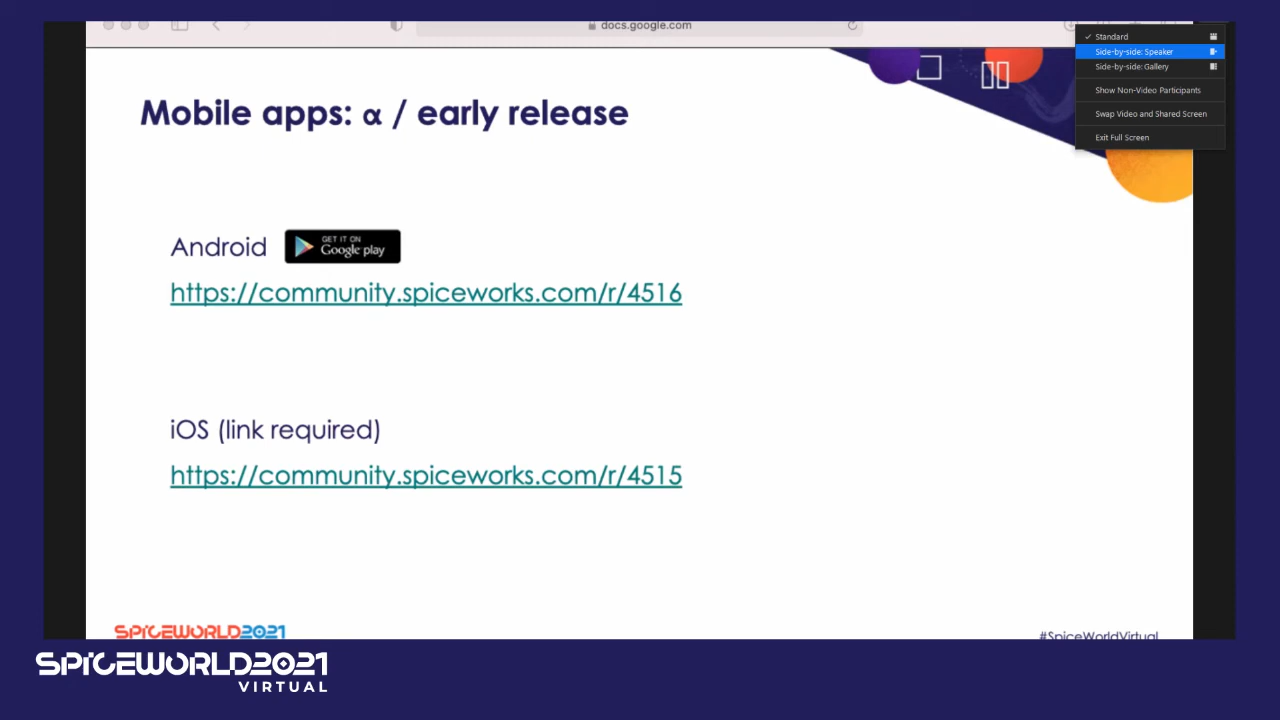 docs.google.com
Standard
Side-by-side: Speaker
Side-by-side: Gallery
Show Non-Video Participants
Swap Video and Shared Screen
Exit Full Screen
Mobile apps: α / early release
Android
GET IT ON
Google play
https://community.spiceworks.com/r/4516
iOS (link required)
https://community.spiceworks.com/r/4515
SPICEWORLD2021
#SpiceWorldVirtual
SPICEWORLD2021
VIRTUAL